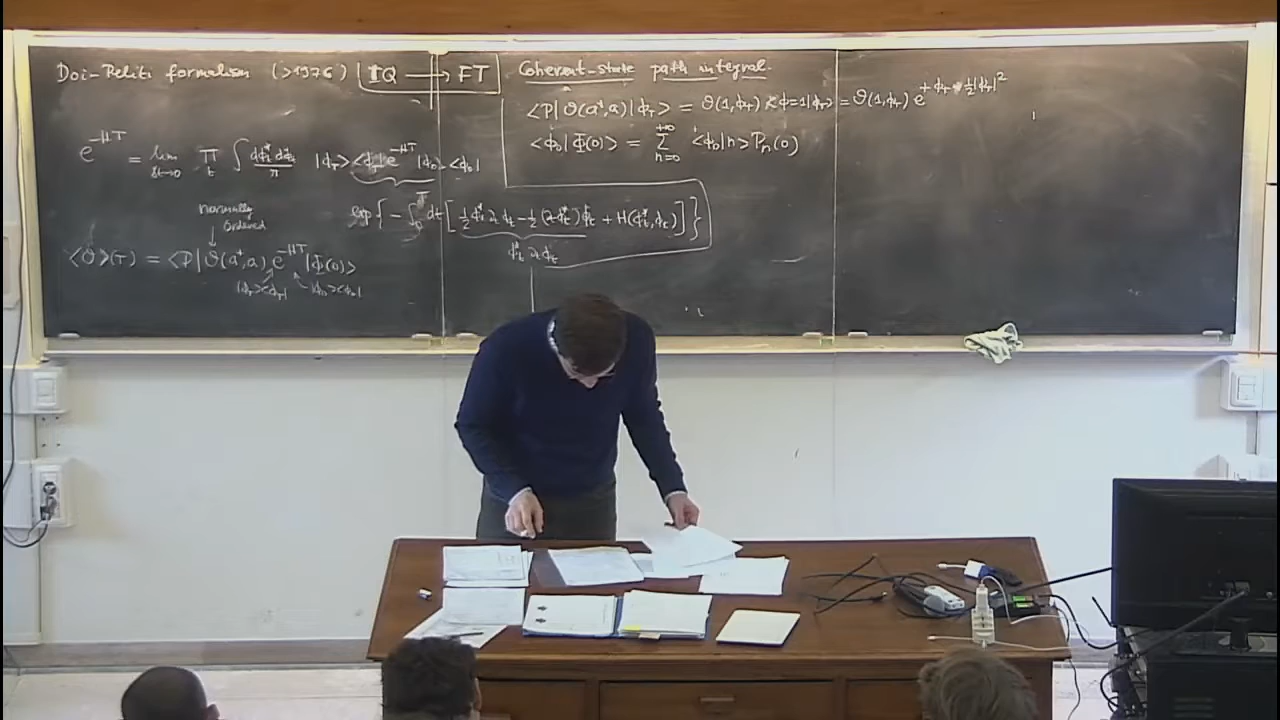 Doi-Peliti formalism (>1976) IQ → FT
e^{-HT} = lim_{δt→0} ∏_t ∫ dφ_t^* dφ_t / π |φ_T> <φ_T| e^{-HT} |φ_0> <φ_0|
exp{ - ∫_0^T dt [ 1/2 φ_t^* ∂_t φ_t - 1/2 (∂_t φ_t^*) φ_t + H(φ_t^*, φ_t) ] }
φ_t^* ∂_t φ_t
normally
ordered
↓
<O>(T) = <P| O(a^+, a) e^{-HT} |Φ(0)>
|φ_T><φ_T| |φ_0><φ_0|
Coherent-state path integral.
<P| O(a^+, a) |φ_T> = O(1, φ_T) <φ=1|φ_T> = O(1, φ_T) e^{+φ_T - 1/2 |φ_T|^2}
<φ_0|Φ(0)> = ∑_{n=0}^{+∞} <φ_0|n> P_n(0)